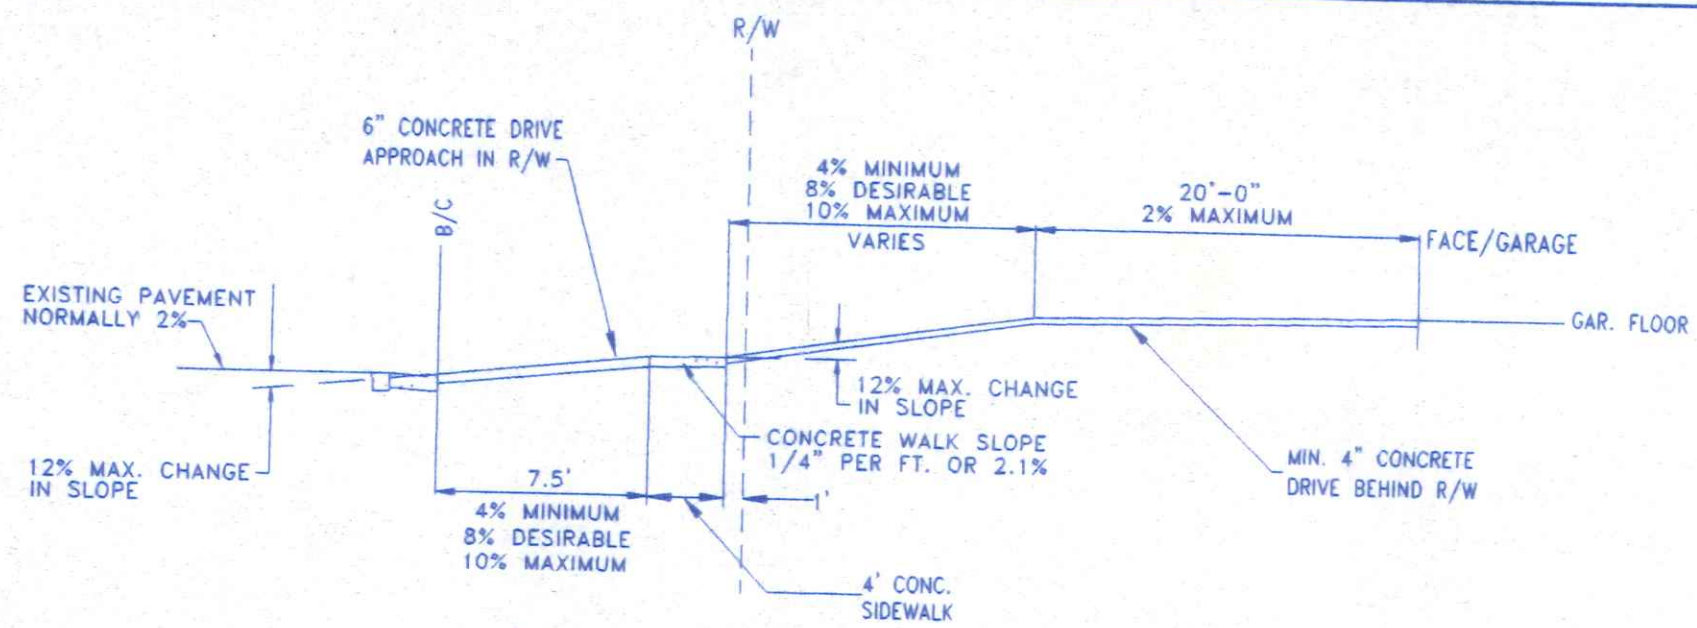 R/W
6" CONCRETE DRIVE
APPROACH IN R/W
B/C
4% MINIMUM
8% DESIRABLE
10% MAXIMUM
VARIES
20'-0"
2% MAXIMUM
FACE/GARAGE
EXISTING PAVEMENT
NORMALLY 2%
GAR. FLOOR
12% MAX. CHANGE
IN SLOPE
CONCRETE WALK SLOPE
1/4" PER FT. OR 2.1%
MIN. 4" CONCRETE
DRIVE BEHIND R/W
12% MAX. CHANGE
IN SLOPE
7.5'
1'
4% MINIMUM
8% DESIRABLE
10% MAXIMUM
4' CONC.
SIDEWALK